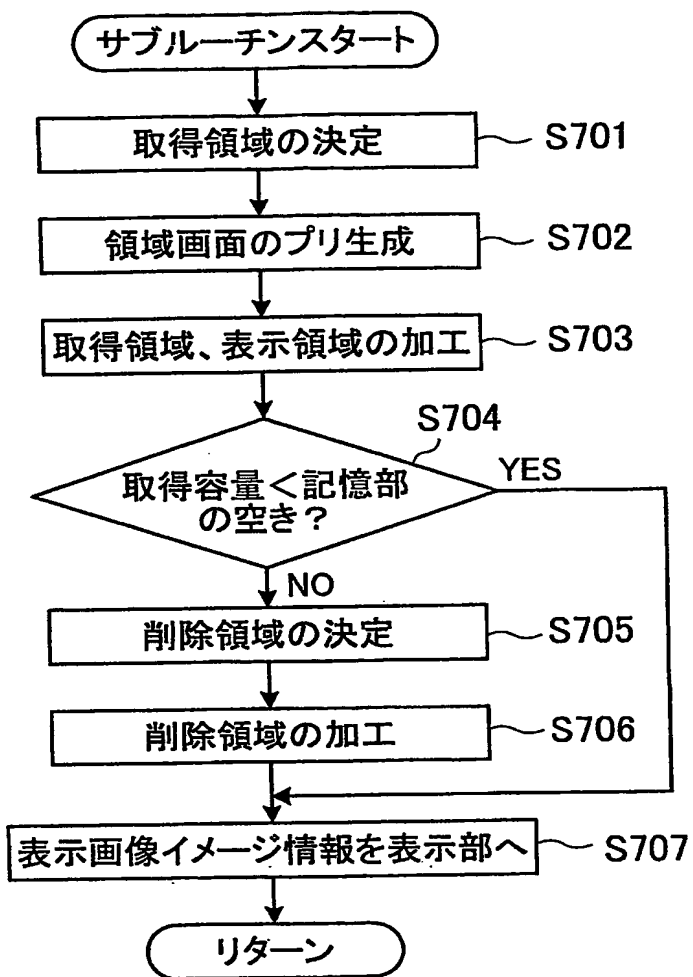 サブルーチンスタート
取得領域の決定
S701
領域画面のプリ生成
S702
取得領域、表示領域の加工
S703
S704
取得容量<記憶部
の空き?
YES
NO
削除領域の決定
S705
削除領域の加工
S706
表示画像イメージ情報を表示部へ
S707
リターン